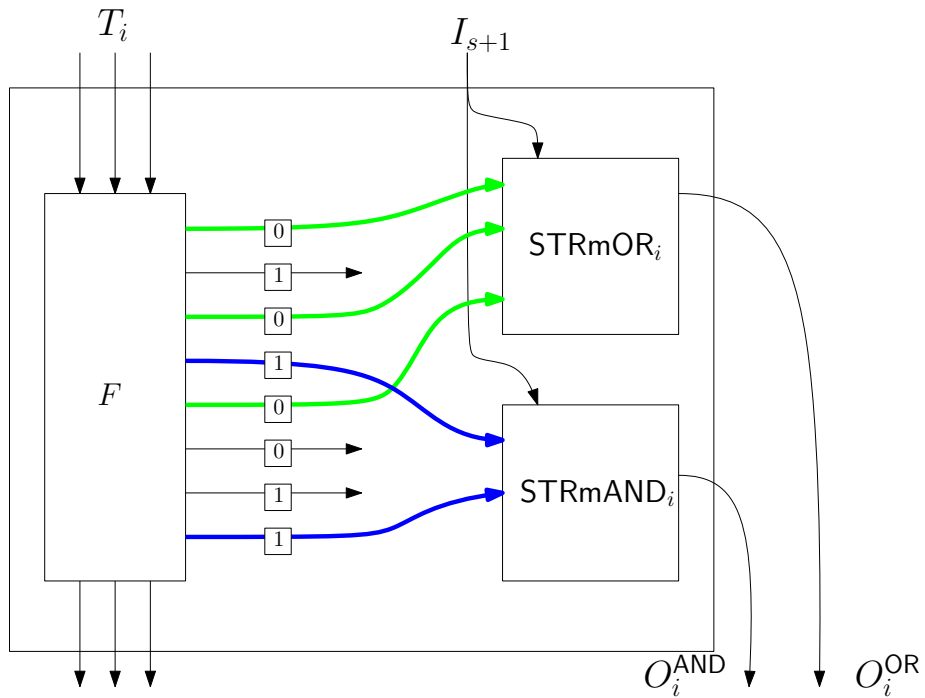 T_i
I_{s+1}
0
1
0
1
0
0
1
1
F
STRmOR_i
STRmAND_i
O_i^{AND}
O_i^{OR}